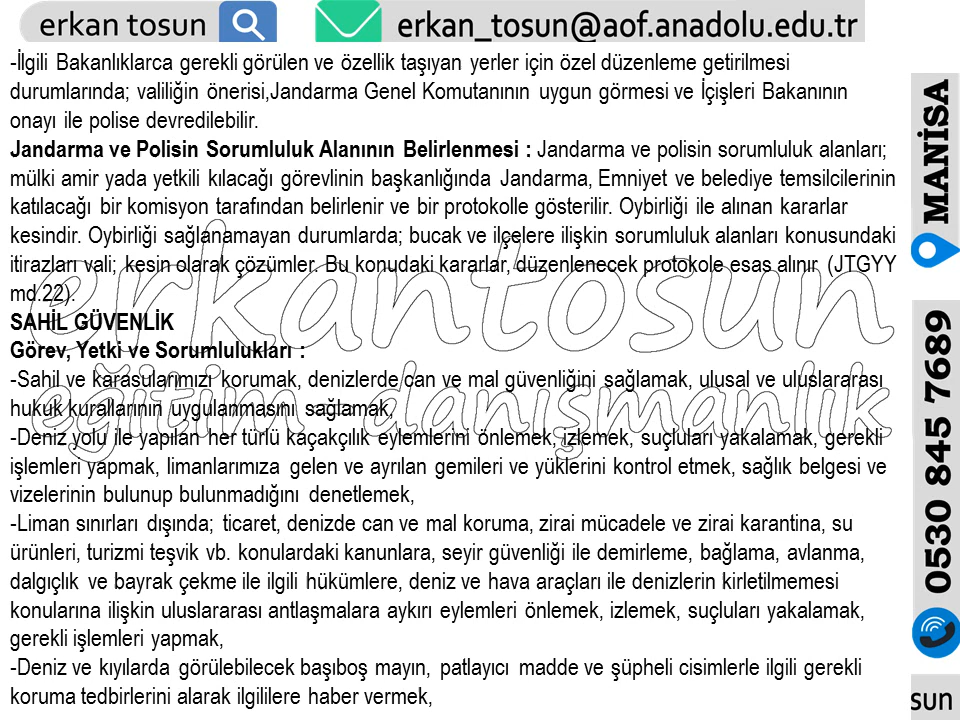 erkan tosun
erkan_tosun@aof.anadolu.edu.tr
-İlgili Bakanlıklarca gerekli görülen ve özellik taşıyan yerler için özel düzenleme getirilmesi
durumlarında; valiliğin önerisi,Jandarma Genel Komutanının uygun görmesi ve İçişleri Bakanının
onayı ile polise devredilebilir.
Jandarma ve Polisin Sorumluluk Alanının Belirlenmesi : Jandarma ve polisin sorumluluk alanları;
mülki amir yada yetkili kılacağı görevlinin başkanlığında Jandarma, Emniyet ve belediye temsilcilerinin
katılacağı bir komisyon tarafından belirlenir ve bir protokolle gösterilir. Oybirliği ile alınan kararlar
kesindir. Oybirliği sağlanamayan durumlarda; bucak ve ilçelere ilişkin sorumluluk alanları konusundaki
itirazları vali; kesin olarak çözümler. Bu konudaki kararlar, düzenlenecek protokole esas alınır (JTGYY
md.22).
SAHİL GÜVENLİK
Görev, Yetki ve Sorumlulukları :
-Sahil ve karasularımızı korumak, denizlerde can ve mal güvenliğini sağlamak, ulusal ve uluslararası
hukuk kurallarının uygulanmasını sağlamak,
-Deniz yolu ile yapılan her türlü kaçakçılık eylemlerini önlemek, izlemek, suçluları yakalamak, gerekli
işlemleri yapmak, limanlarımıza gelen ve ayrılan gemileri ve yüklerini kontrol etmek, sağlık belgesi ve
vizelerinin bulunup bulunmadığını denetlemek,
-Liman sınırları dışında; ticaret, denizde can ve mal koruma, zirai mücadele ve zirai karantina, su
ürünleri, turizmi teşvik vb. konulardaki kanunlara, seyir güvenliği ile demirleme, bağlama, avlanma,
dalgıçlık ve bayrak çekme ile ilgili hükümlere, deniz ve hava araçları ile denizlerin kirletilmemesi
konularına ilişkin uluslararası antlaşmalara aykırı eylemleri önlemek, izlemek, suçluları yakalamak,
gerekli işlemleri yapmak,
-Deniz ve kıyılarda görülebilecek başıboş mayın, patlayıcı madde ve şüpheli cisimlerle ilgili gerekli
koruma tedbirlerini alarak ilgililere haber vermek,
erkantosun
eğitim danışmanlık
MANİSA
0530 845 7689
sun